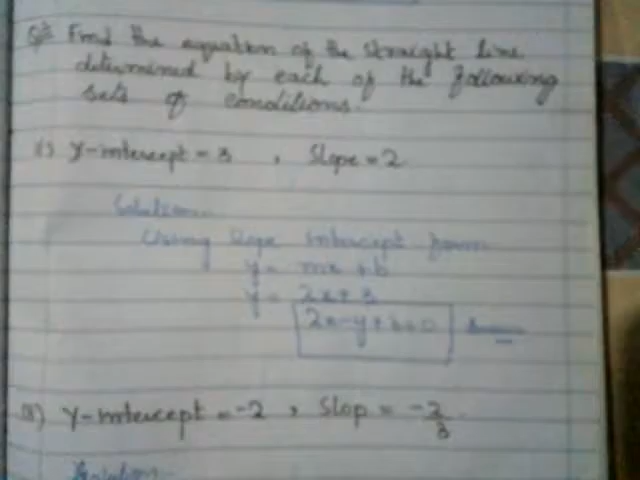 Find the equation of the straight line
determined by each of the following
sets of conditions.
i) y-intercept = 3 , Slope = 2
Solution:-
Using Slope Intercept form
y = mx + b
y = 2x + 3
2x-y+3=0
y-intercept = -2 , Slop = -2/3
Solution:-